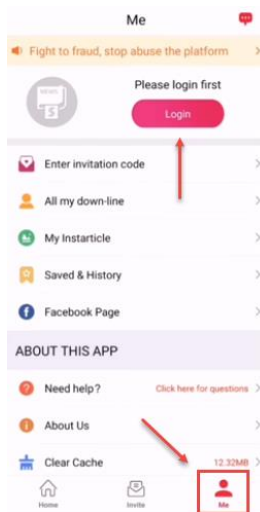 Me
Fight to fraud, stop abuse the platform
NEWS
$
Please login first
Login
Enter invitation code
All my down-line
My Instarticle
Saved & History
Facebook Page
ABOUT THIS APP
Need help? Click here for questions
About Us
Clear Cache 12.32MB
Home Invite Me